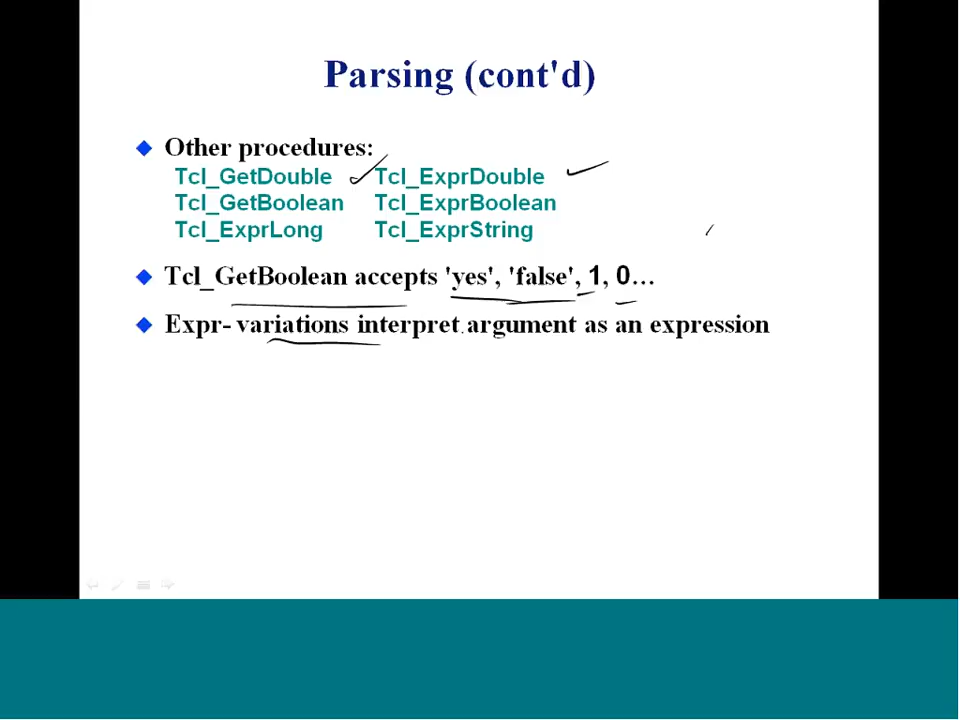 Parsing (cont'd)
Other procedures:
Tcl_GetDouble Tcl_ExprDouble
Tcl_GetBoolean Tcl_ExprBoolean
Tcl_ExprLong Tcl_ExprString
Tcl_GetBoolean accepts 'yes', 'false', 1, 0...
Expr- variations interpret argument as an expression